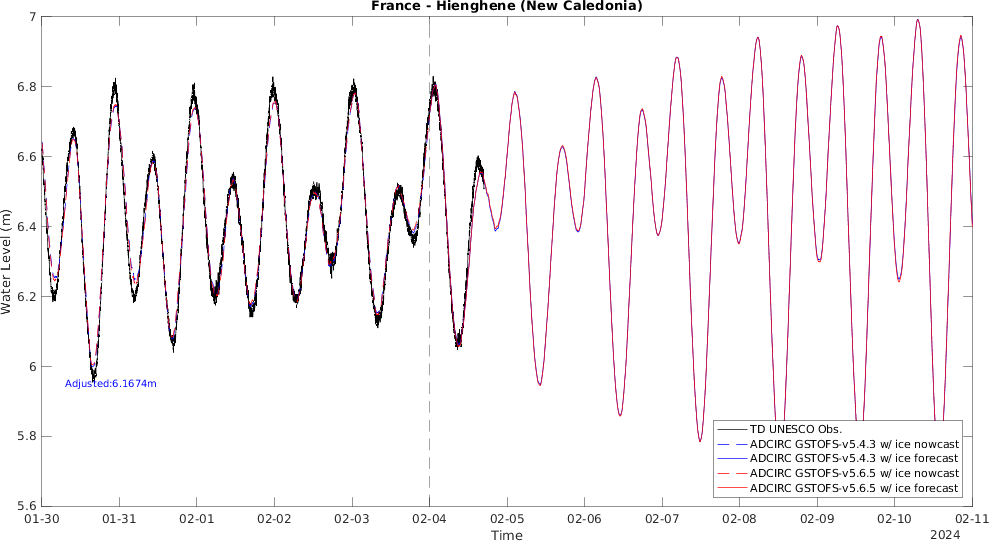 France - Hienghene (New Caledonia)
7
6.8
6.6
6.4
6.2
6
5.8
5.6
Water Level (m)
Adjusted:6.1674m
TD UNESCO Obs.
ADCIRC GSTOFS-v5.4.3 w/ ice nowcast
ADCIRC GSTOFS-v5.4.3 w/ ice forecast
ADCIRC GSTOFS-v5.6.5 w/ ice nowcast
ADCIRC GSTOFS-v5.6.5 w/ ice forecast
01-30 01-31 02-01 02-02 02-03 02-04 02-05 02-06 02-07 02-08 02-09 02-10 02-11
Time 2024